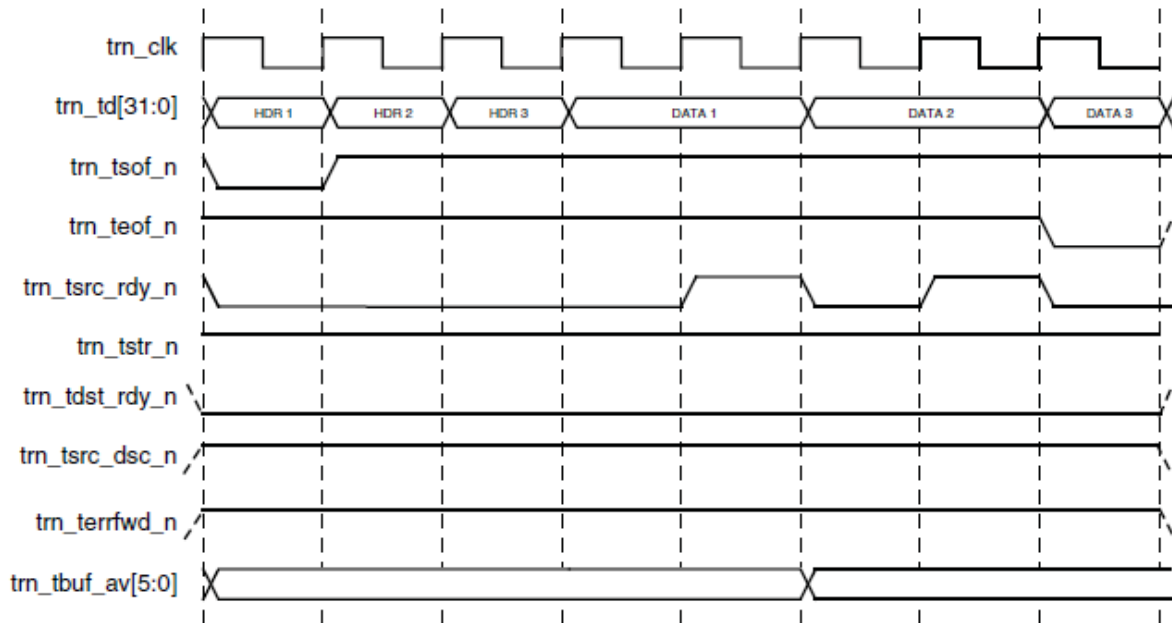 trn_clk
trn_td[31:0] HDR 1 HDR 2 HDR 3 DATA 1 DATA 2 DATA 3
trn_tsof_n
trn_teof_n
trn_tsrc_rdy_n
trn_tstr_n
trn_tdst_rdy_n
trn_tsrc_dsc_n
trn_terrfwd_n
trn_tbuf_av[5:0]